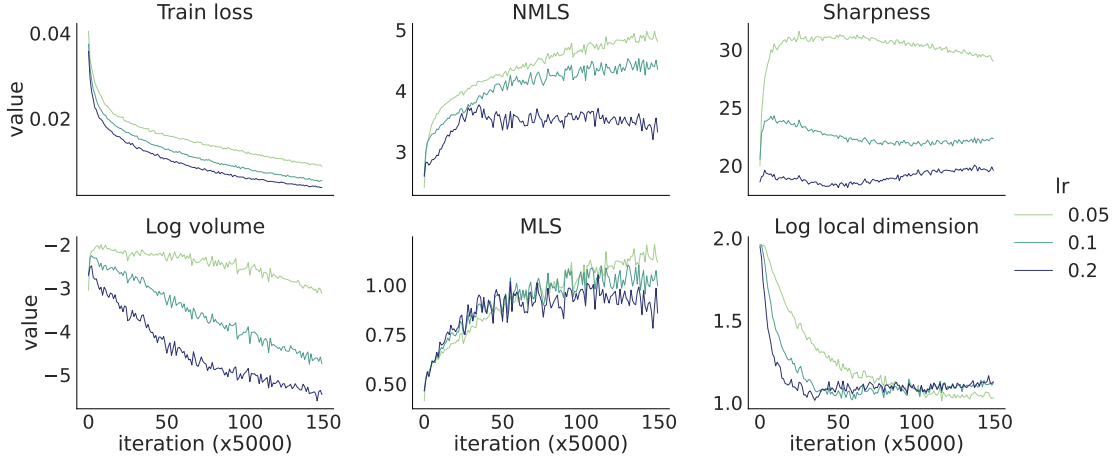 Train loss
NMLS
Sharpness
value
0.04
0.02
5
4
3
30
25
20
Log volume
MLS
Log local dimension
value
−2
−3
−4
−5
1.00
0.75
0.50
2.0
1.5
1.0
0 50 100 150
0 50 100 150
0 50 100 150
iteration (x5000)
iteration (x5000)
iteration (x5000)
lr
0.05
0.1
0.2